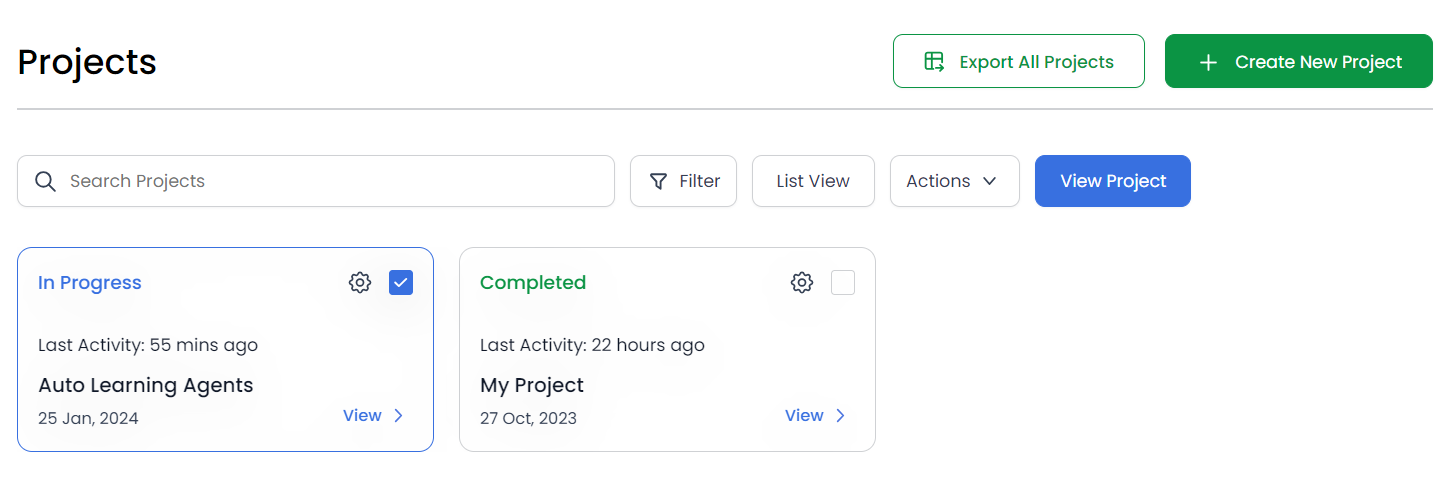 Projects
Export All Projects
Create New Project
Search Projects
Filter
List View
Actions
View Project
In Progress
Last Activity: 55 mins ago
Auto Learning Agents
25 Jan, 2024
View
Completed
Last Activity: 22 hours ago
My Project
27 Oct, 2023
View